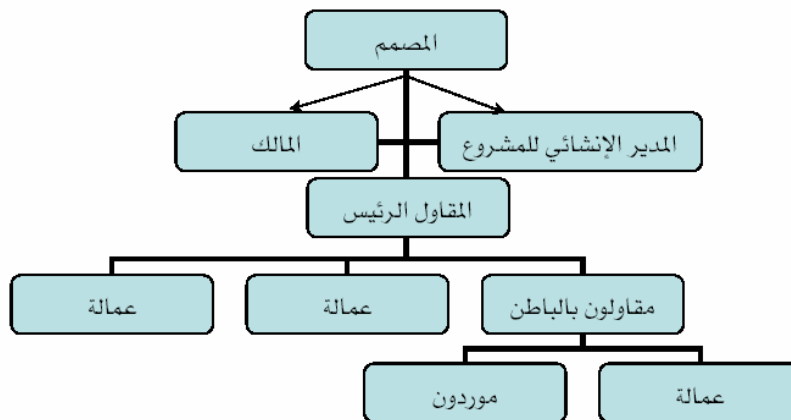 المصمم
المدير الإنشائي للمشروع
المالك
المقاول الرئيس
مقاولون بالباطن
عمالة
عمالة
عمالة
موردون